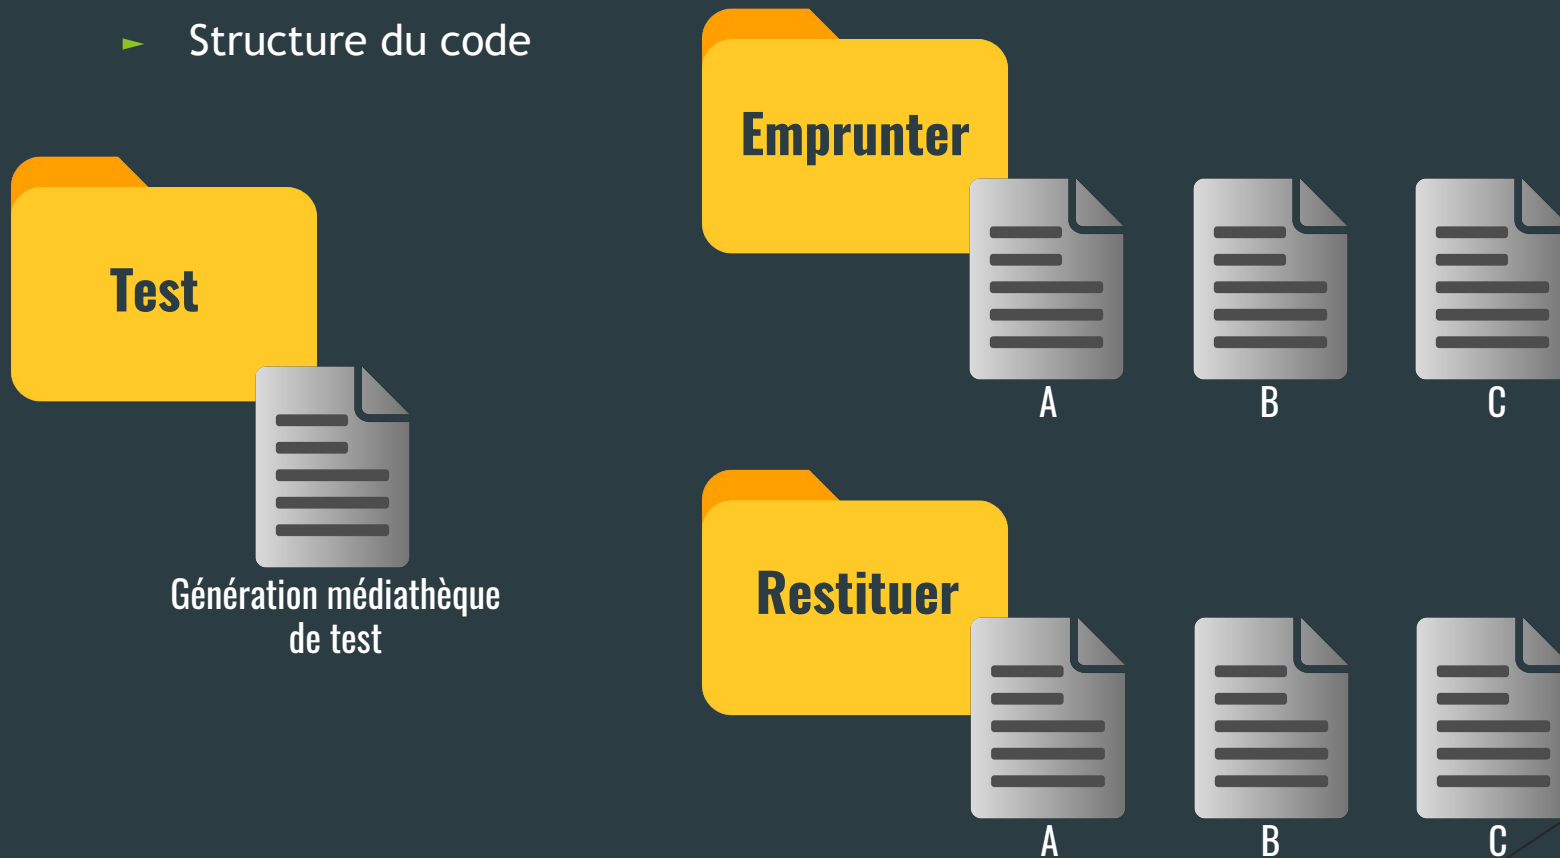 Structure du code
Test
Génération médiathèque
de test
Emprunter
A
B
C
Restituer
A
B
C